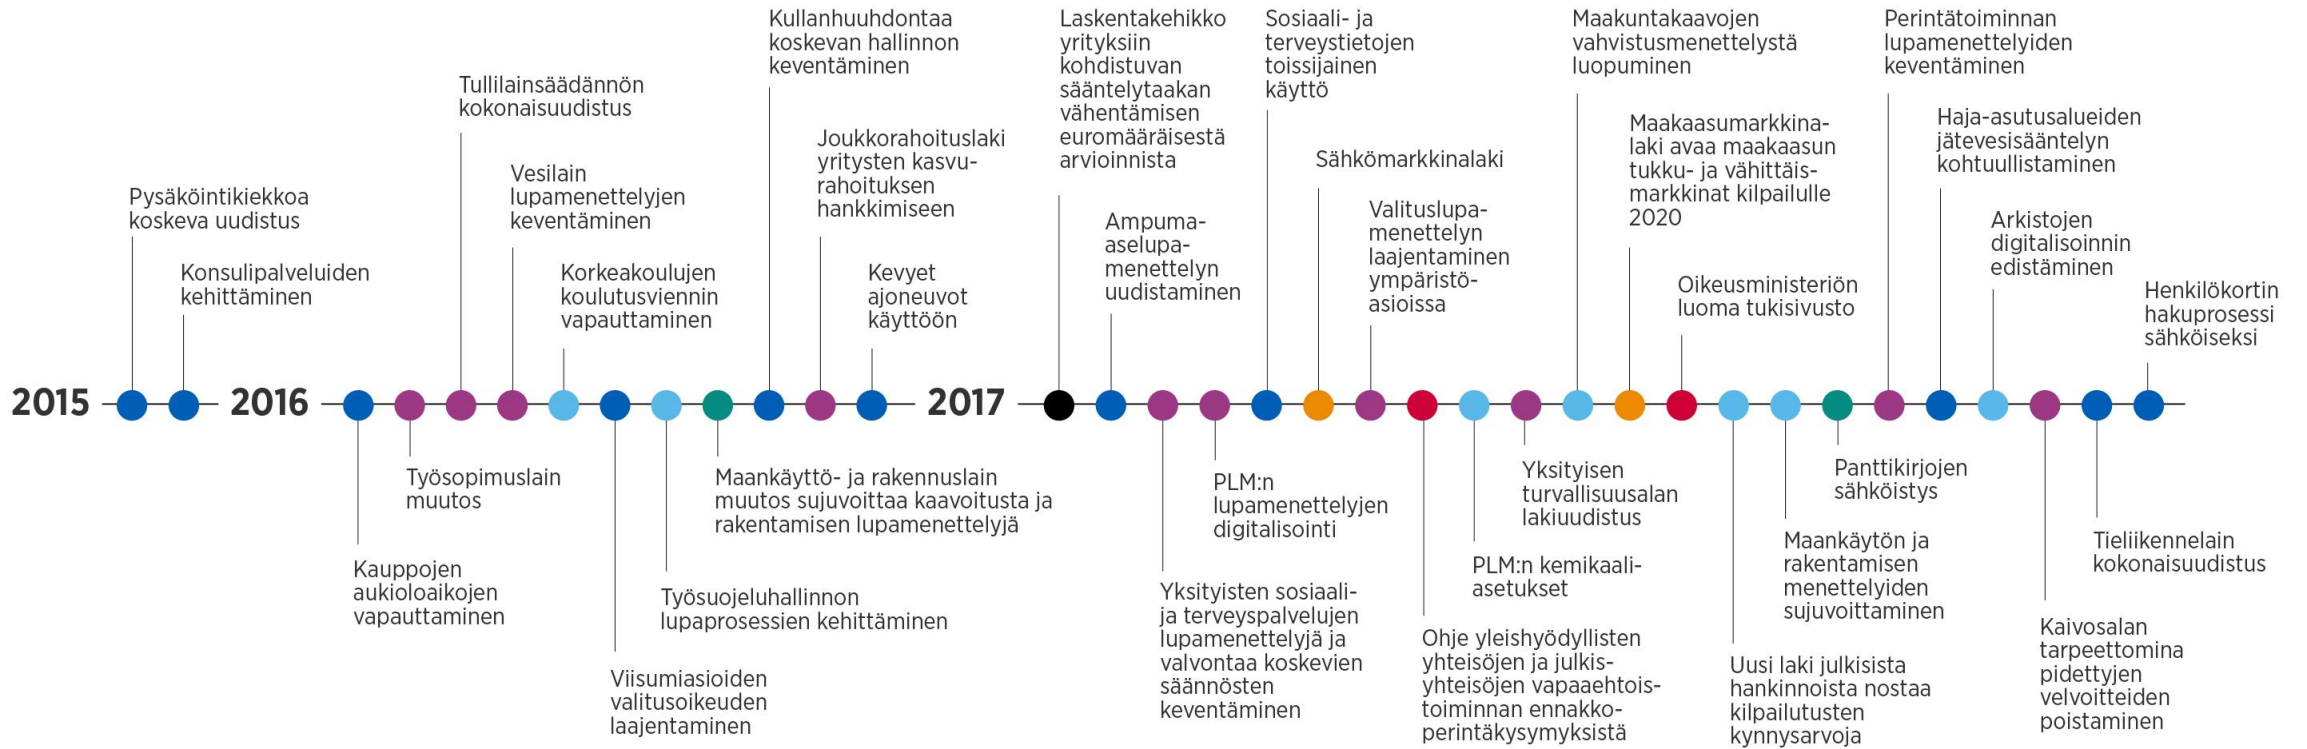 2015
Pysäköintikiekkoa
koskeva uudistus
Konsulipalveluiden
kehittäminen
2016
Kauppojen
aukioloaikojen
vapauttaminen
Työsopimuslain
muutos
Tullilainsäädännön
kokonaisuudistus
Vesilain
lupamenettelyjen
keventäminen
Korkeakoulujen
koulutusviennin
vapauttaminen
Viisumiasioiden
valitusoikeuden
laajentaminen
Työsuojeluhallinnon
lupaprosessien kehittäminen
Maankäyttö- ja rakennuslain
muutos sujuvoittaa kaavoitusta ja
rakentamisen lupamenettelyjä
Kullanhuuhdontaa
koskevan hallinnon
keventäminen
Joukkorahoituslaki
yritysten kasvu-
rahoituksen
hankkimiseen
Kevyet
ajoneuvot
käyttöön
2017
Laskentakehikko
yrityksiin
kohdistuvan
sääntelytaakan
vähentämisen
euromääräisestä
arvioinnista
Ampuma-
aselupa-
menettelyn
uudistaminen
Yksityisten sosiaali-
ja terveyspalvelujen
lupamenettelyjä ja
valvontaa koskevien
säännösten
keventäminen
PLM:n
lupamenettelyjen
digitalisointi
Sosiaali- ja
terveystietojen
toissijainen
käyttö
Sähkömarkkinalaki
Valituslupa-
menettelyn
laajentaminen
ympäristö-
asioissa
Ohje yleishyödyllisten
yhteisöjen ja julkis-
yhteisöjen vapaaehtois-
toiminnan ennakko-
perintäkysymyksistä
PLM:n kemikaali-
asetukset
Yksityisen
turvallisuusalan
lakiuudistus
Maakuntakaavojen
vahvistusmenettelystä
luopuminen
Maakaasumarkkina-
laki avaa maakaasun
tukku- ja vähittäis-
markkinat kilpailulle
2020
Oikeusministeriön
luoma tukisivusto
Uusi laki julkisista
hankinnoista nostaa
kilpailutusten
kynnysarvoja
Maankäytön ja
rakentamisen
menettelyiden
sujuvoittaminen
Panttikirjojen
sähköistys
Perintätoiminnan
lupamenettelyiden
keventäminen
Haja-asutusalueiden
jätevesisääntelyn
kohtuullistaminen
Arkistojen
digitalisoinnin
edistäminen
Kaivosalan
tarpeettomina
pidettyjen
velvoitteiden
poistaminen
Tieliikennelain
kokonaisuudistus
Henkilökortin
hakuprosessi
sähköiseksi